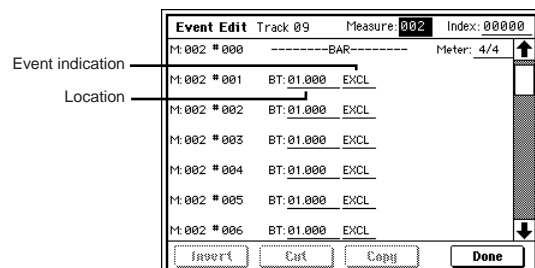 Event Edit Track 09 Measure: 002 Index: 00000
M: 002 # 000 --------BAR-------- Meter: 4/4
Event indication
M: 002 # 001 BT: 01.000 EXCL
Location
M: 002 # 002 BT: 01.000 EXCL
M: 002 # 003 BT: 01.000 EXCL
M: 002 # 004 BT: 01.000 EXCL
M: 002 # 005 BT: 01.000 EXCL
M: 002 # 006 BT: 01.000 EXCL
Insert Cut Copy Done